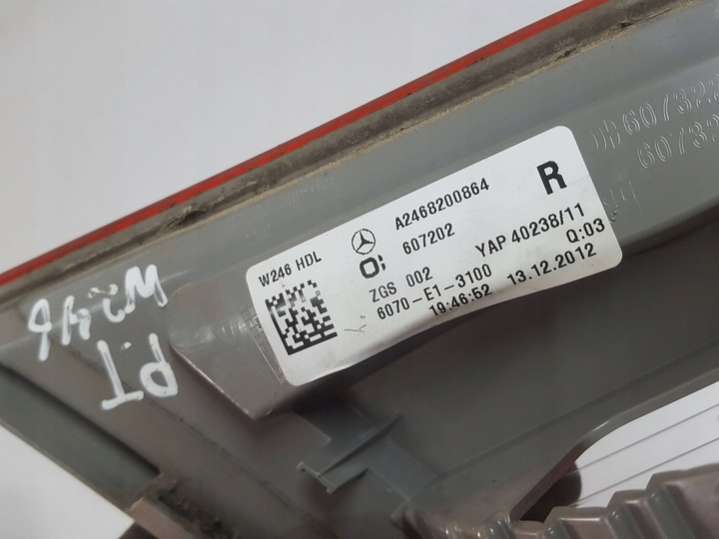 W246 HDL
A2468200864
607202
R
ZGS 002
YAP 40238/11
6070-E1-3100
Q:03
19:46:52
13.12.2012
W246
PT